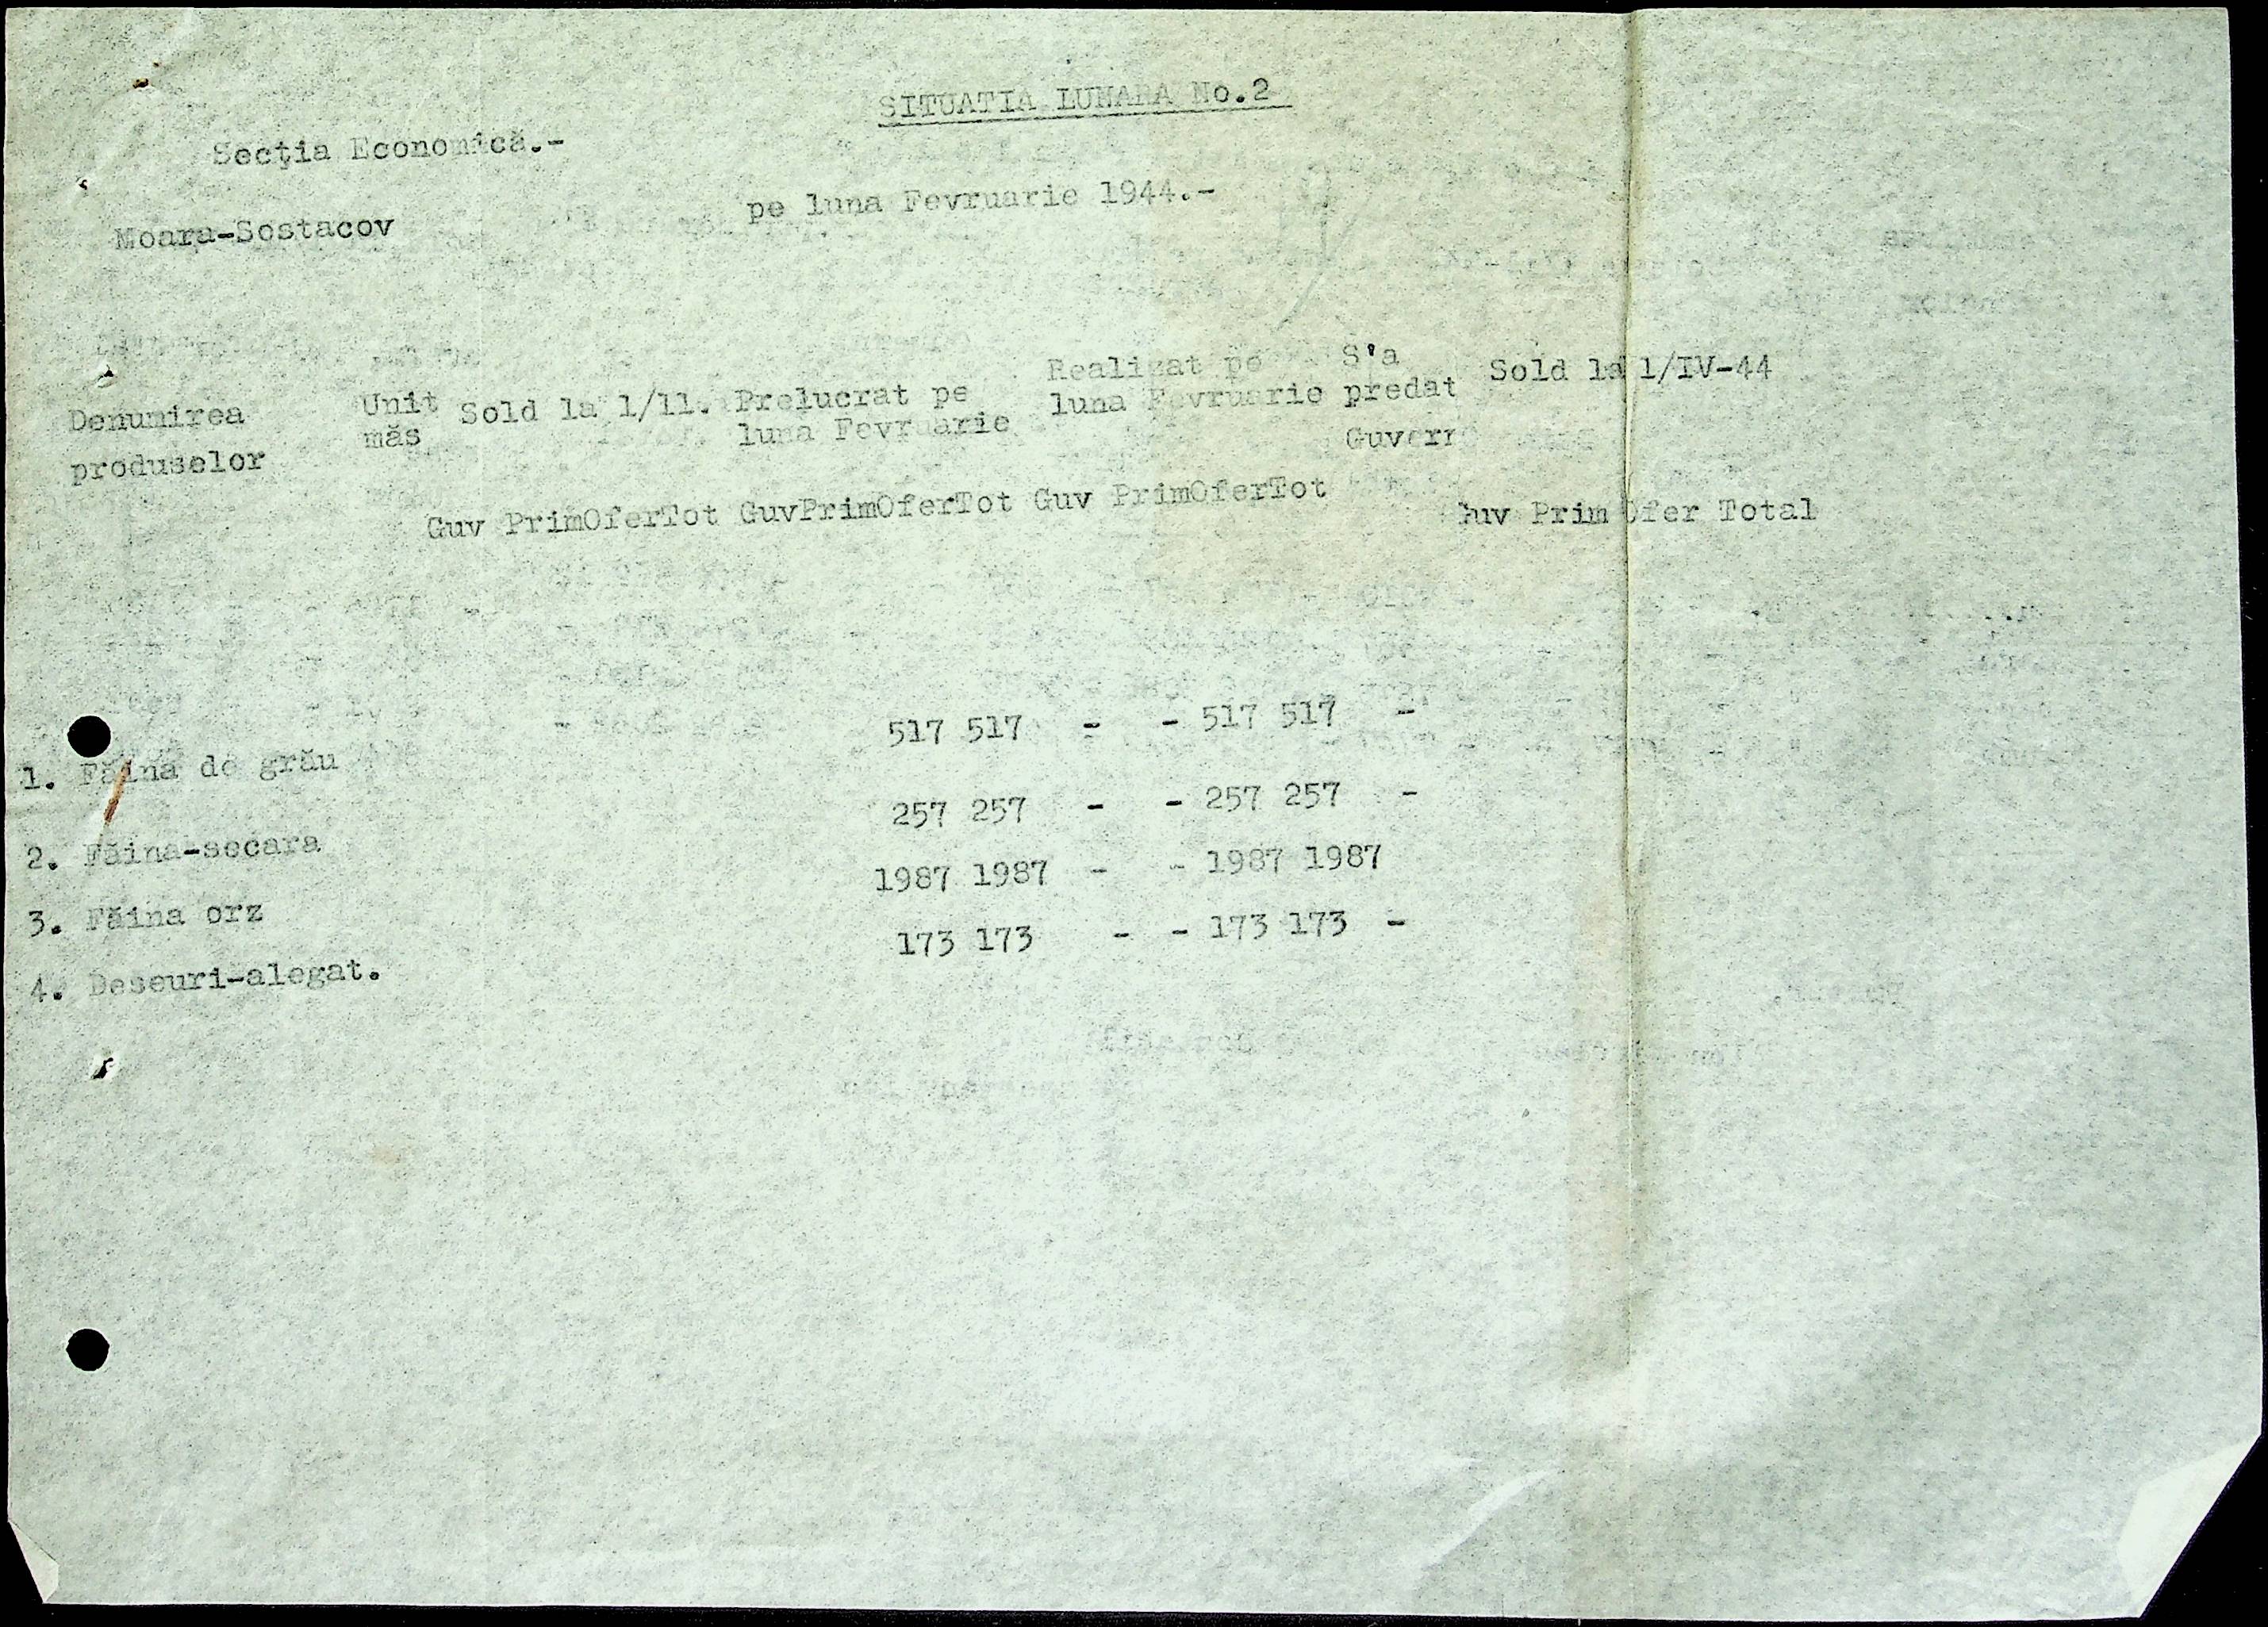 SITUATIA LUNARA No.2
Secţia Economică.-
pe luna Fevruarie 1944.-
Moara-Sostacov
Denumirea produselor
Unit măs
Sold la 1/11.
Prelucrat pe luna Fevruarie
Realizat pe luna Fevruarie
S'a predat Guvern
Sold la 1/IV-44
Guv PrimOferTot GuvPrimOferTot Guv PrimOferTot Guv Prim Ofer Total
1. Făina de grău 517 517 - - 517 517 -
2. Făina-secara 257 257 - - 257 257 -
3. Făina orz 1987 1987 - - 1987 1987
4. Deseuri-alegat. 173 173 - - 173 173 -